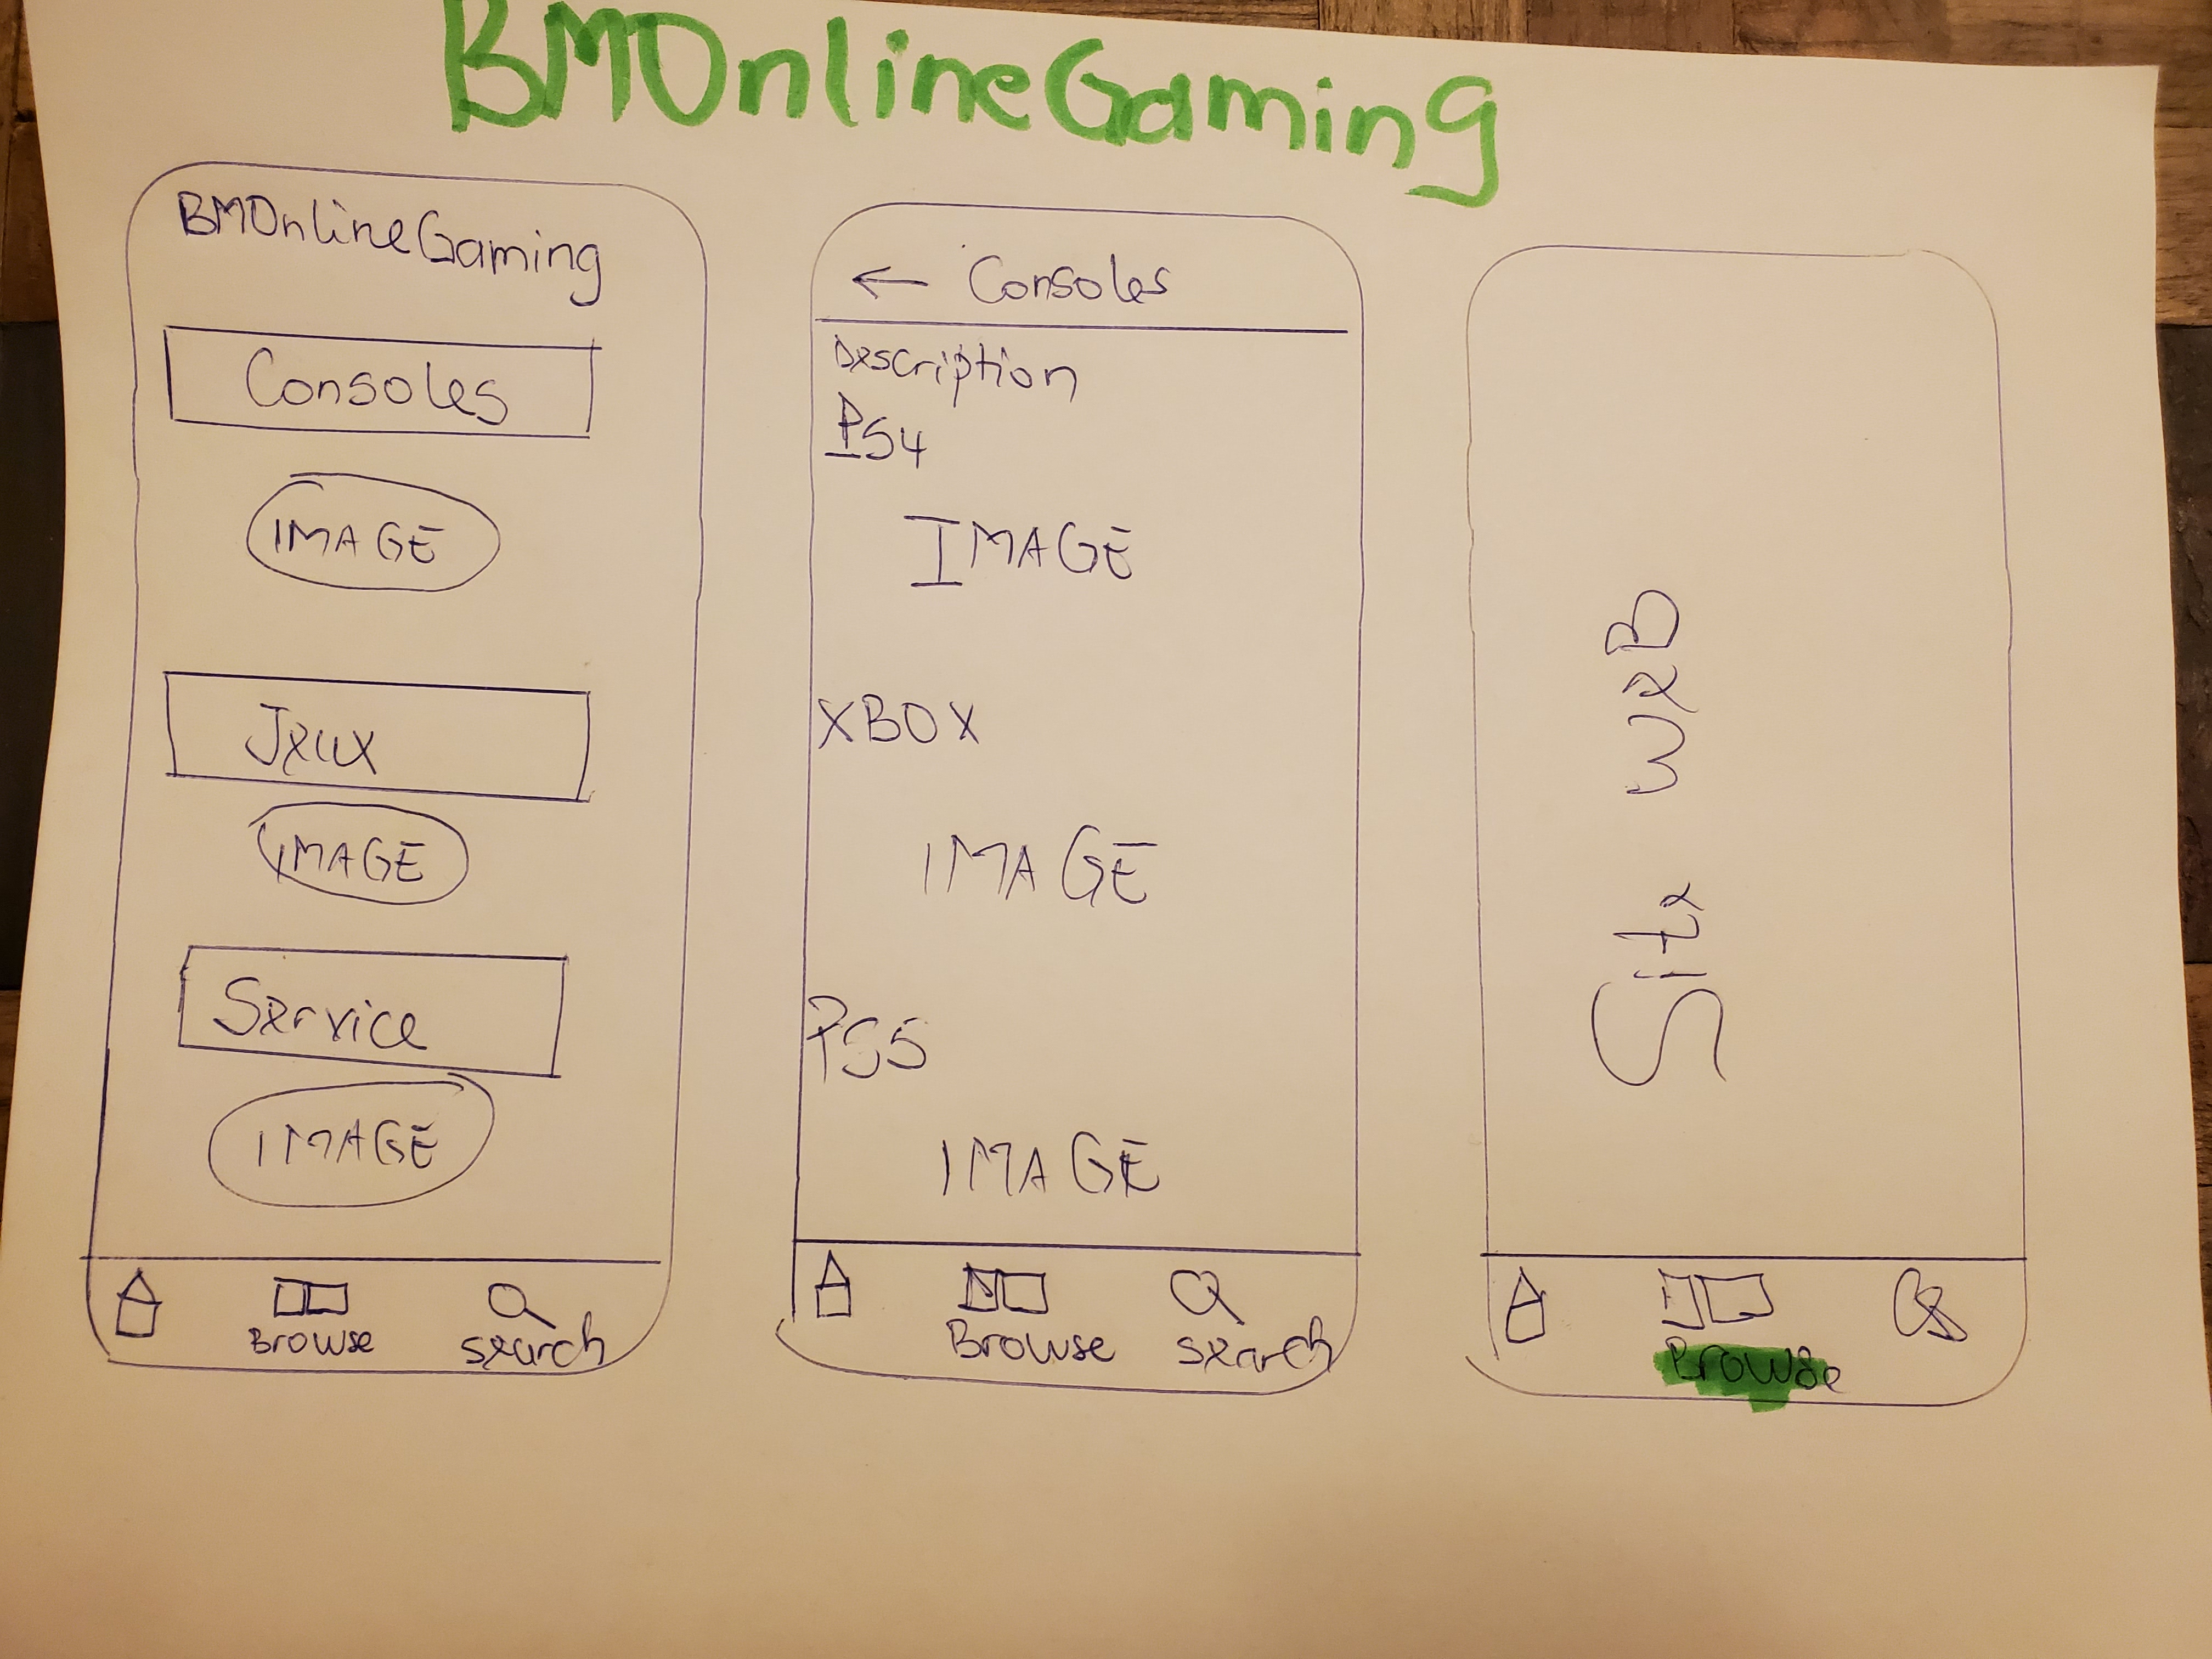 BMOnlineGaming
BMOnlineGaming
Consoles
IMAGE
Jeux
IMAGE
Service
IMAGE
Browse
search
← Consoles
Description
PS4
IMAGE
XBOX
IMAGE
PS5
IMAGE
Browse
search
Site WeB
Browse